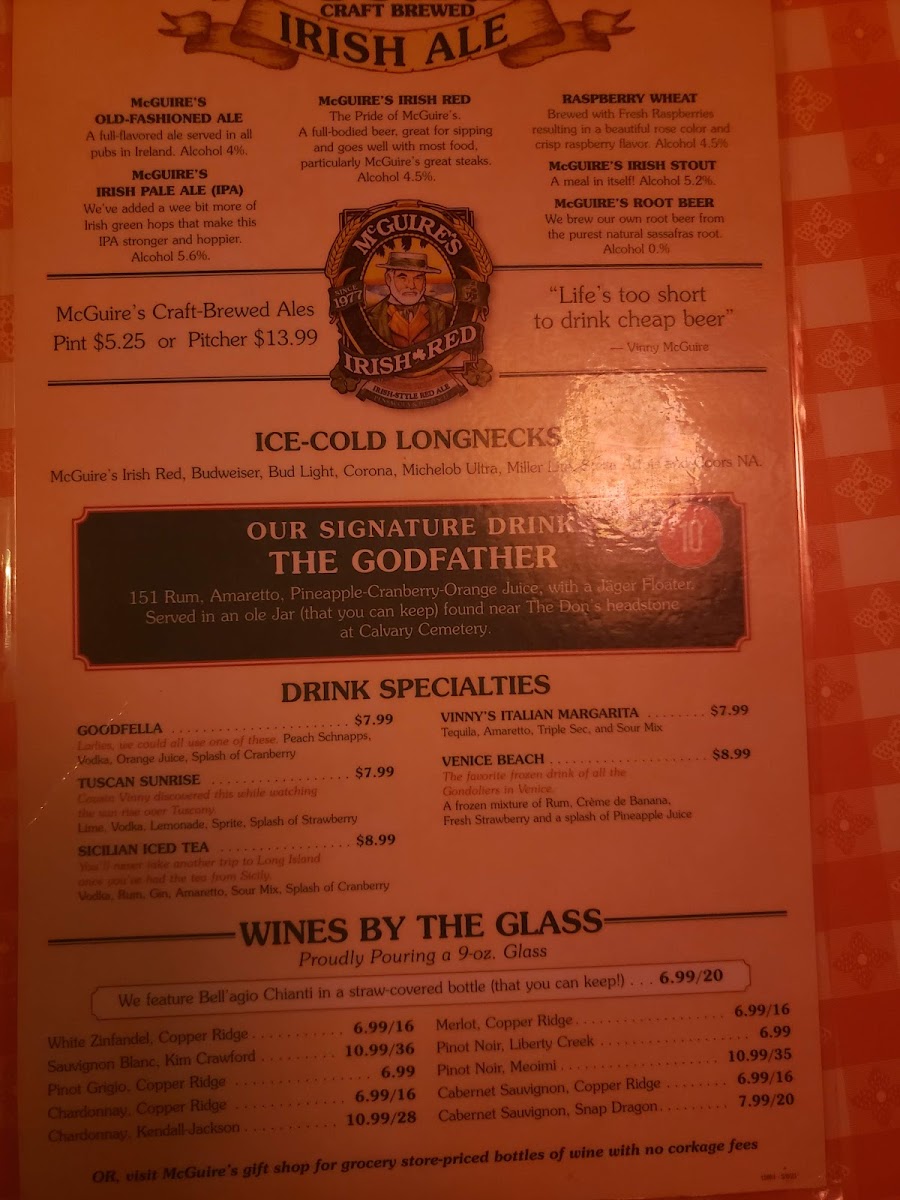 CRAFT BREWED
IRISH ALE
McGUIRE'S
OLD-FASHIONED ALE
A full-flavored ale served in all
pubs in Ireland. Alcohol 4%.
McGUIRE'S
IRISH PALE ALE (IPA)
We've added a wee bit more of
Irish green hops that make this
IPA stronger and hoppier.
Alcohol 5.6%.
McGUIRE'S IRISH RED
The Pride of McGuire's.
A full-bodied beer, great for sipping
and goes well with most food,
particularly McGuire's great steaks.
Alcohol 4.5%.
RASPBERRY WHEAT
Brewed with Fresh Raspberries
resulting in a beautiful rose color and
crisp raspberry flavor. Alcohol 4.5%
McGUIRE'S IRISH STOUT
A meal in itself! Alcohol 5.2%.
McGUIRE'S ROOT BEER
We brew our own root beer from
the purest natural sassafras root.
Alcohol 0.%
McGuire's Craft-Brewed Ales
Pint $5.25 or Pitcher $13.99
McGUIRE'S
SINCE
1977
IRISH RED
IRISH-STYLE RED ALE
"Life's too short
to drink cheap beer"
— Vinny McGuire
ICE-COLD LONGNECKS
McGuire's Irish Red, Budweiser, Bud Light, Corona, Michelob Ultra, Miller Lite, and Coors NA.
OUR SIGNATURE DRINK
10
THE GODFATHER
151 Rum, Amaretto, Pineapple-Cranberry-Orange Juice, with a Jäger Floater.
Served in an ole Jar (that you can keep) found near The Don's headstone
at Calvary Cemetery.
DRINK SPECIALTIES
GOODFELLA $7.99
Ladies, we could all use one of these. Peach Schnapps,
Vodka, Orange Juice, Splash of Cranberry
TUSCAN SUNRISE $7.99
Cousin Vinny discovered this while watching
the sun rise over Tuscany.
Lime, Vodka, Lemonade, Sprite, Splash of Strawberry
SICILIAN ICED TEA $8.99
You'll never take another trip to Long Island
once you've had the tea from Sicily.
Vodka, Rum, Gin, Amaretto, Sour Mix, Splash of Cranberry
VINNY'S ITALIAN MARGARITA $7.99
Tequila, Amaretto, Triple Sec, and Sour Mix
VENICE BEACH $8.99
The favorite frozen drink of all the
Gondoliers in Venice.
A frozen mixture of Rum, Crème de Banana,
Fresh Strawberry and a splash of Pineapple Juice
WINES BY THE GLASS
Proudly Pouring a 9-oz. Glass
We feature Bell'agio Chianti in a straw-covered bottle (that you can keep!) . . . 6.99/20
White Zinfandel, Copper Ridge 6.99/16
Sauvignon Blanc, Kim Crawford 10.99/36
Pinot Grigio, Copper Ridge 6.99
Chardonnay, Copper Ridge 6.99/16
Chardonnay, Kendall-Jackson 10.99/28
Merlot, Copper Ridge 6.99/16
Pinot Noir, Liberty Creek 6.99
Pinot Noir, Meoimi 10.99/35
Cabernet Sauvignon, Copper Ridge 6.99/16
Cabernet Sauvignon, Snap Dragon 7.99/20
OR, visit McGuire's gift shop for grocery store-priced bottles of wine with no corkage fees